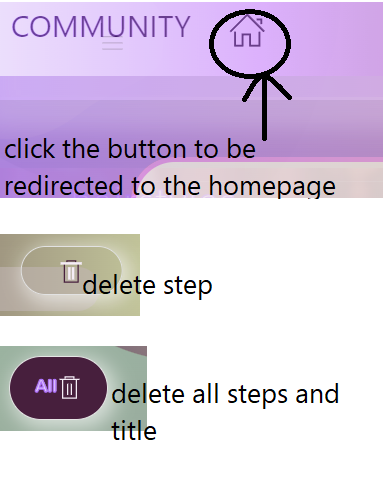 COMMUNITY
click the button to be
redirected to the homepage
delete step
All
delete all steps and
title